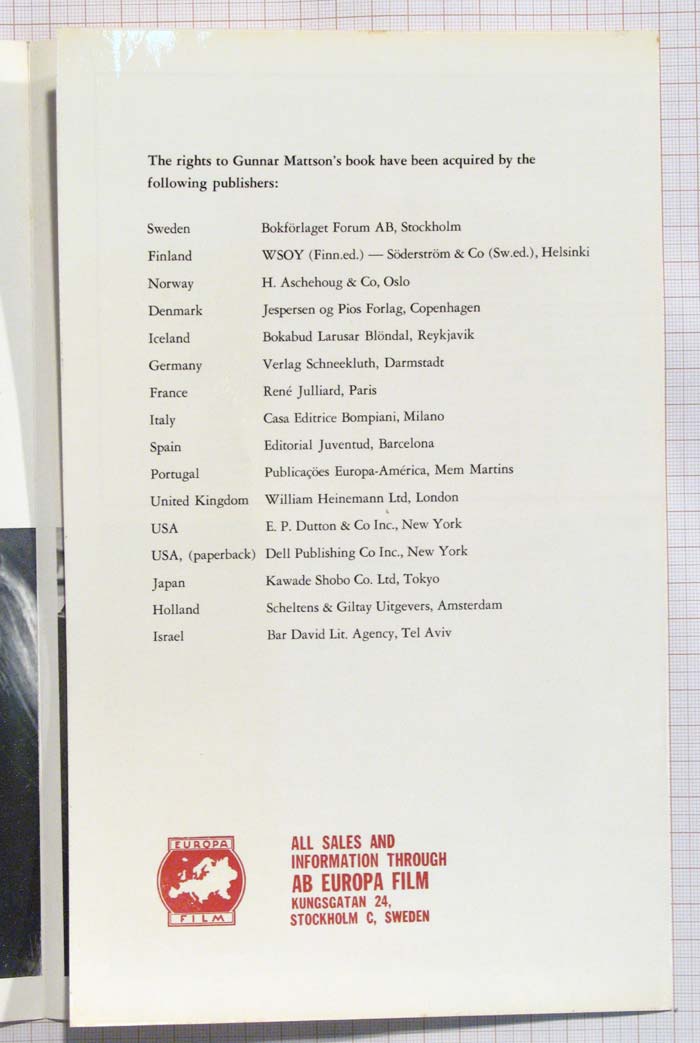 The rights to Gunnar Mattson's book have been acquired by the
following publishers:
Sweden Bokförlaget Forum AB, Stockholm
Finland WSOY (Finn.ed.) — Söderström & Co (Sw.ed.), Helsinki
Norway H. Aschehoug & Co, Oslo
Denmark Jespersen og Pios Forlag, Copenhagen
Iceland Bokabud Larusar Blöndal, Reykjavik
Germany Verlag Schneekluth, Darmstadt
France René Julliard, Paris
Italy Casa Editrice Bompiani, Milano
Spain Editorial Juventud, Barcelona
Portugal Publicaçöes Europa-América, Mem Martins
United Kingdom William Heinemann Ltd, London
USA E. P. Dutton & Co Inc., New York
USA, (paperback) Dell Publishing Co Inc., New York
Japan Kawade Shobo Co. Ltd, Tokyo
Holland Scheltens & Giltay Uitgevers, Amsterdam
Israel Bar David Lit. Agency, Tel Aviv
EUROPA
FILM
ALL SALES AND
INFORMATION THROUGH
AB EUROPA FILM
KUNGSGATAN 24,
STOCKHOLM C, SWEDEN